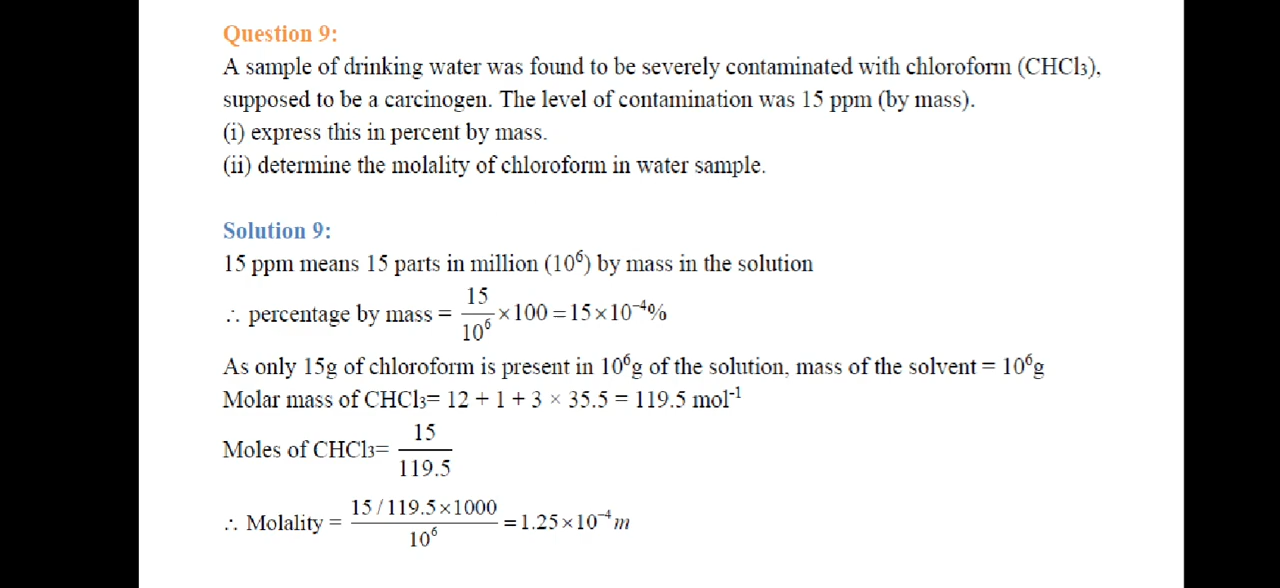 Question 9:
A sample of drinking water was found to be severely contaminated with chloroform (CHCl₃),
supposed to be a carcinogen. The level of contamination was 15 ppm (by mass).
(i) express this in percent by mass.
(ii) determine the molality of chloroform in water sample.
Solution 9:
15 ppm means 15 parts in million (10⁶) by mass in the solution
∴ percentage by mass = 15/10⁶ × 100 = 15×10⁻⁴%
As only 15g of chloroform is present in 10⁶g of the solution, mass of the solvent = 10⁶g
Molar mass of CHCl₃= 12 + 1 + 3 × 35.5 = 119.5 mol⁻¹
Moles of CHCl₃= 15/119.5
∴ Molality = 15/119.5×1000/10⁶ = 1.25×10⁻⁴ m